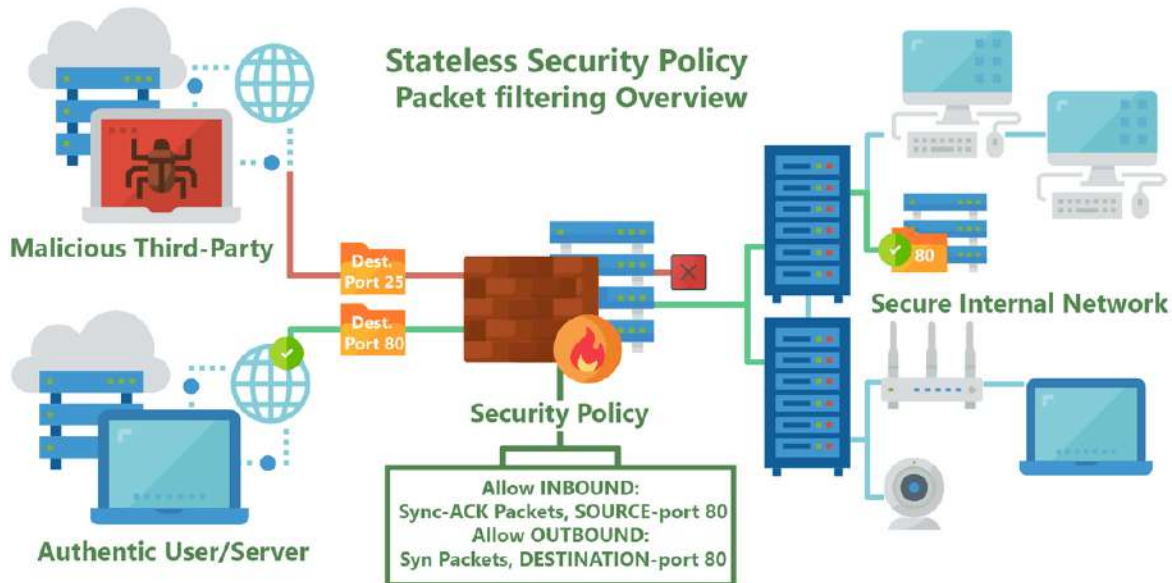 Stateless Security Policy
Packet filtering Overview
Malicious Third-Party
Dest.
Port 25
Dest.
Port 80
80
Secure Internal Network
Authentic User/Server
Security Policy
Allow INBOUND:
Sync-ACK Packets, SOURCE-port 80
Allow OUTBOUND:
Syn Packets, DESTINATION-port 80